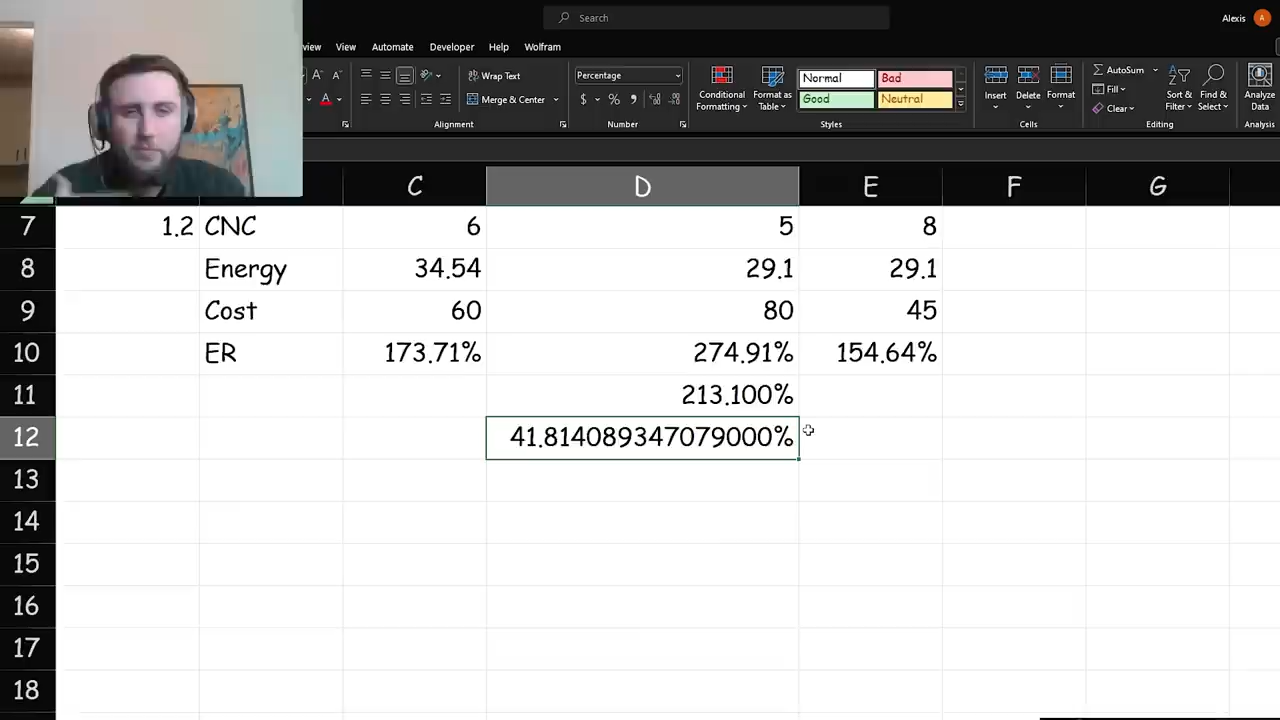 Search
Alexis A
view View Automate Developer Help Wolfram
A^ Aˇ Wrap Text Percentage Conditional Formatting Format as Table Normal Bad Insert Delete Format AutoSum Sort & Filter Find & Select Analyze Data
A Merge & Center $ % , Good Neutral Fill
Clear
Alignment Number Styles Cells Editing Analysis
C D E F G
7 1.2 CNC 6 5 8
8 Energy 34.54 29.1 29.1
9 Cost 60 80 45
10 ER 173.71% 274.91% 154.64%
11 213.100%
12 41.814089347079000%
13
14
15
16
17
18